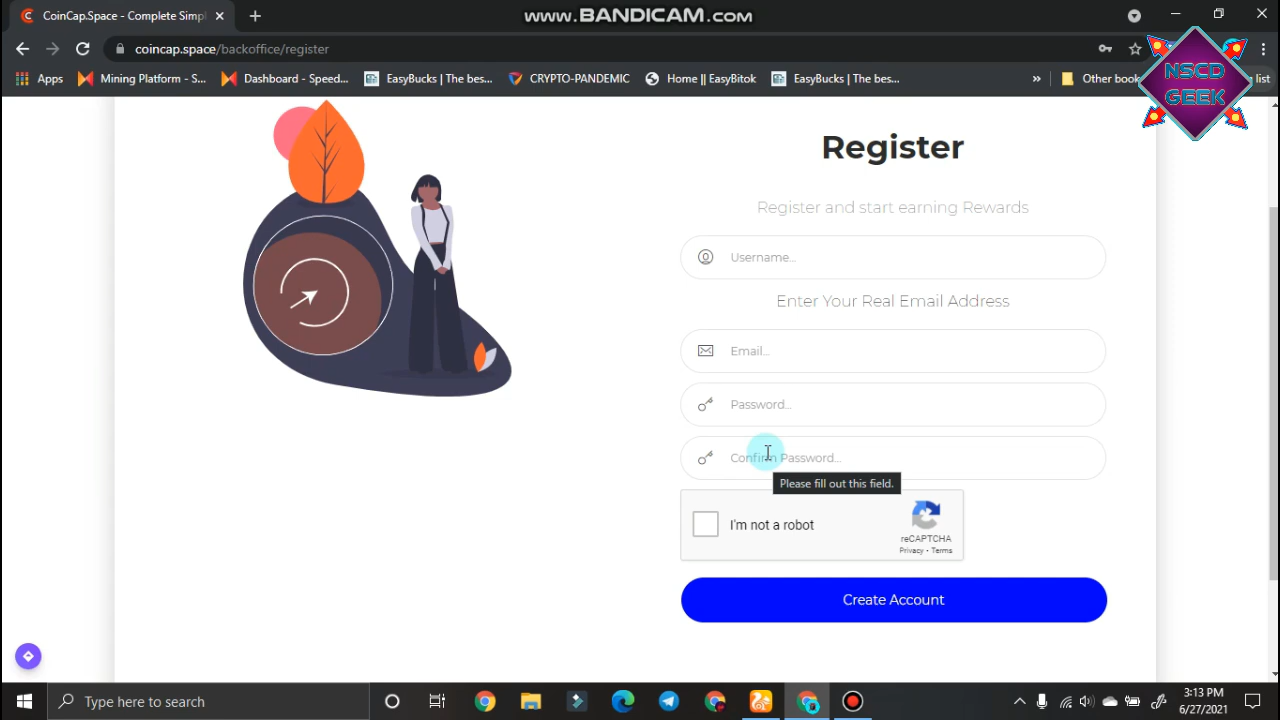 CoinCap.Space - Complete Simpl
www.BANDICAM.com
coincap.space/backoffice/register
Apps
Mining Platform - S...
Dashboard - Speed...
EasyBucks | The bes...
CRYPTO-PANDEMIC
Home || EasyBitok
EasyBucks | The bes...
»
Other book
list
NSCD
GEEK
Register
Register and start earning Rewards
Username...
Enter Your Real Email Address
Email...
Password...
Confirm Password...
Please fill out this field.
I'm not a robot
reCAPTCHA
Privacy - Terms
Create Account
Type here to search
3:13 PM
6/27/2021